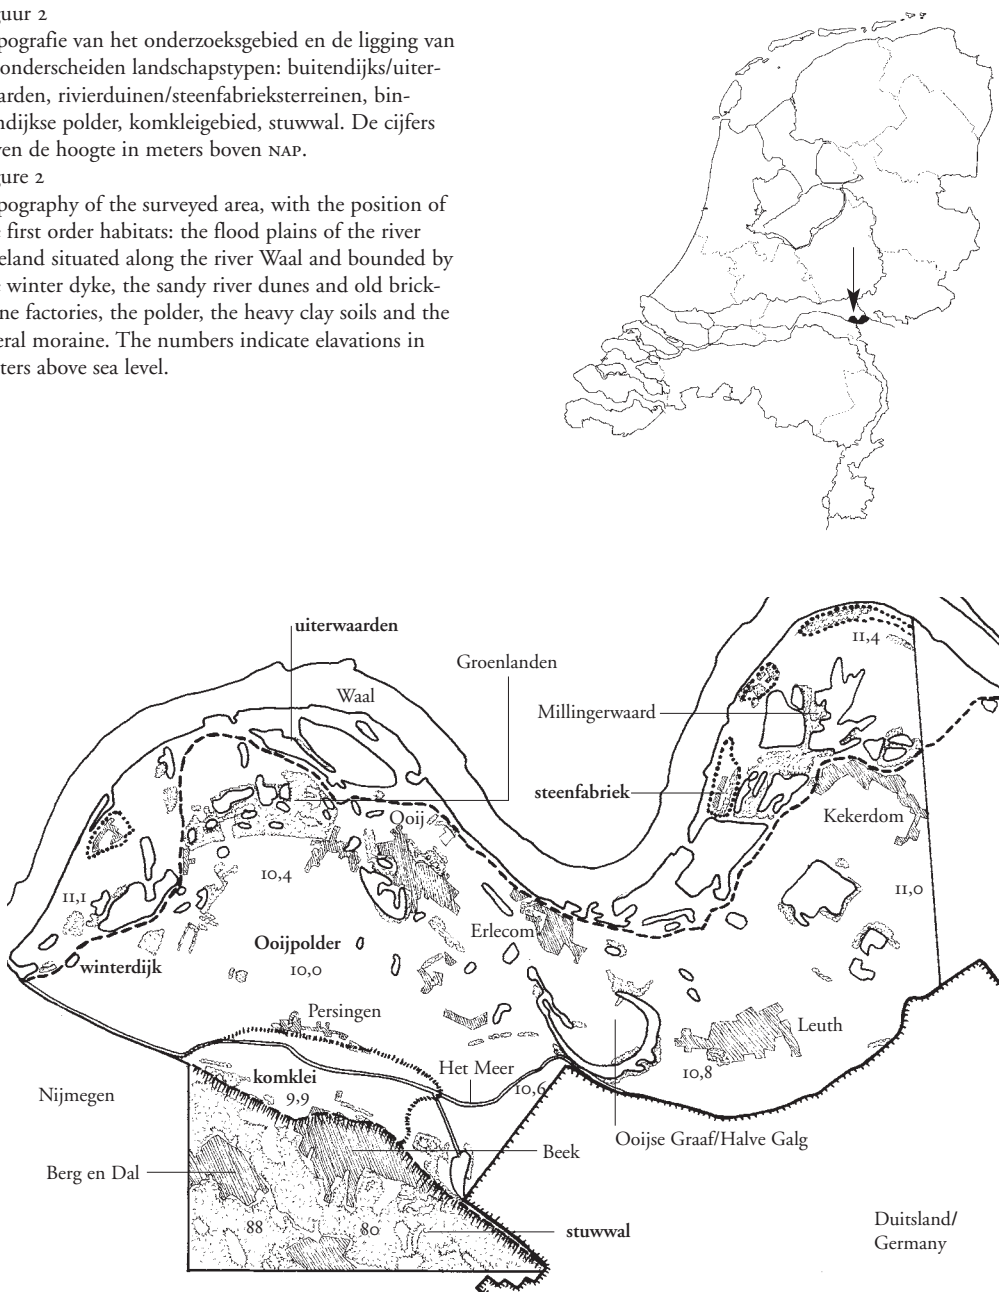 uur 2
pografie van het onderzoeksgebied en de ligging van
onderscheiden landschapstypen: buitendijks/uiter-
arden, rivierduinen/steenfabrieksterreinen, bin-
ndijkse polder, komkleigebied, stuwwal. De cijfers
ven de hoogte in meters boven NAP.
gure 2
pography of the surveyed area, with the position of
e first order habitats: the flood plains of the river
eland situated along the river Waal and bounded by
e winter dyke, the sandy river dunes and old brick-
ne factories, the polder, the heavy clay soils and the
eral moraine. The numbers indicate elavations in
ters above sea level.
uiterwaarden
Groenlanden
Waal
Millingerwaard
11,4
steenfabriek
Kekerdom
Ooij
10,4
11,1
11,0
Erlecom
Ooijpolder
winterdijk
10,0
Persingen
Leuth
Het Meer
10,6
10,8
komklei
9,9
Nijmegen
Ooijse Graaf/Halve Galg
Beek
Berg en Dal
88
80
stuwwal
Duitsland/
Germany